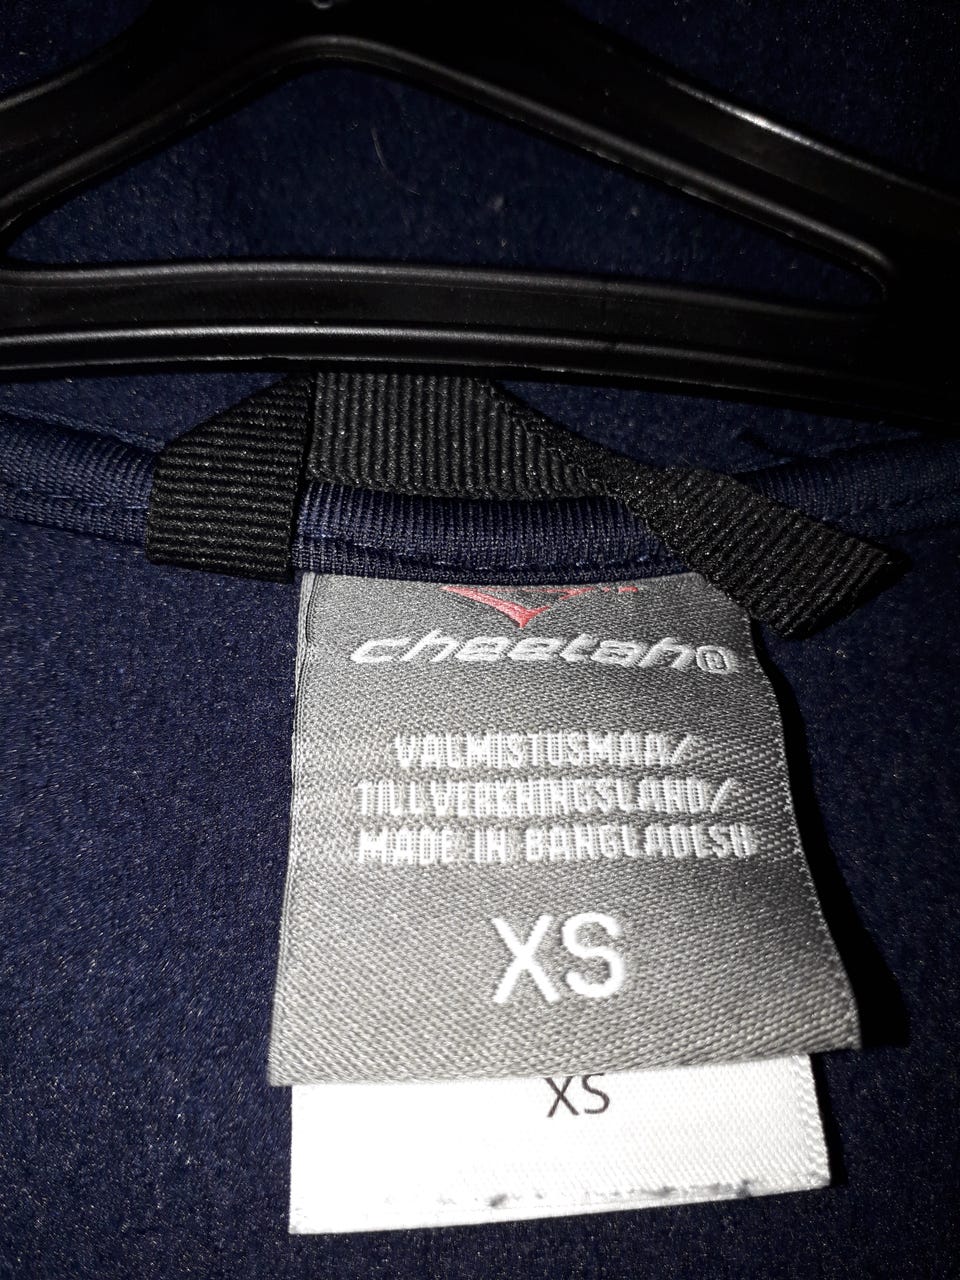 cheetah®
VALMISTUSMAA/
TILLVERKNINGSLAND/
MADE IN BANGLADESH
XS
XS